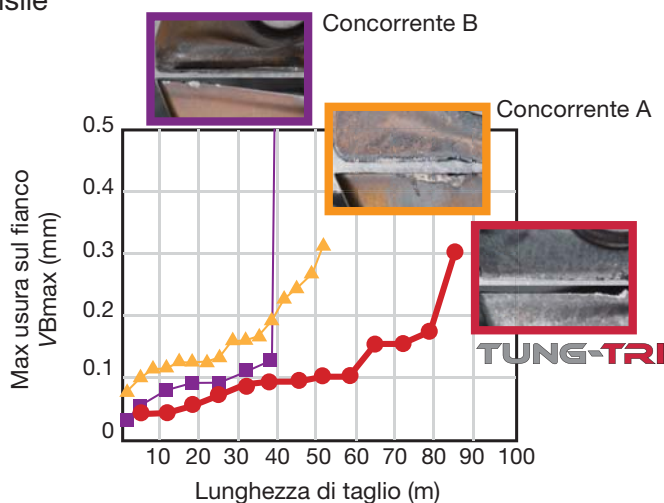 Concorrente B
Concorrente A
Max usura sul fianco
VBmax (mm)
0.5
0.4
0.3
0.2
0.1
0
10 20 30 40 50 60 70 80 90 100
Lunghezza di taglio (m)
TUNG-TRI